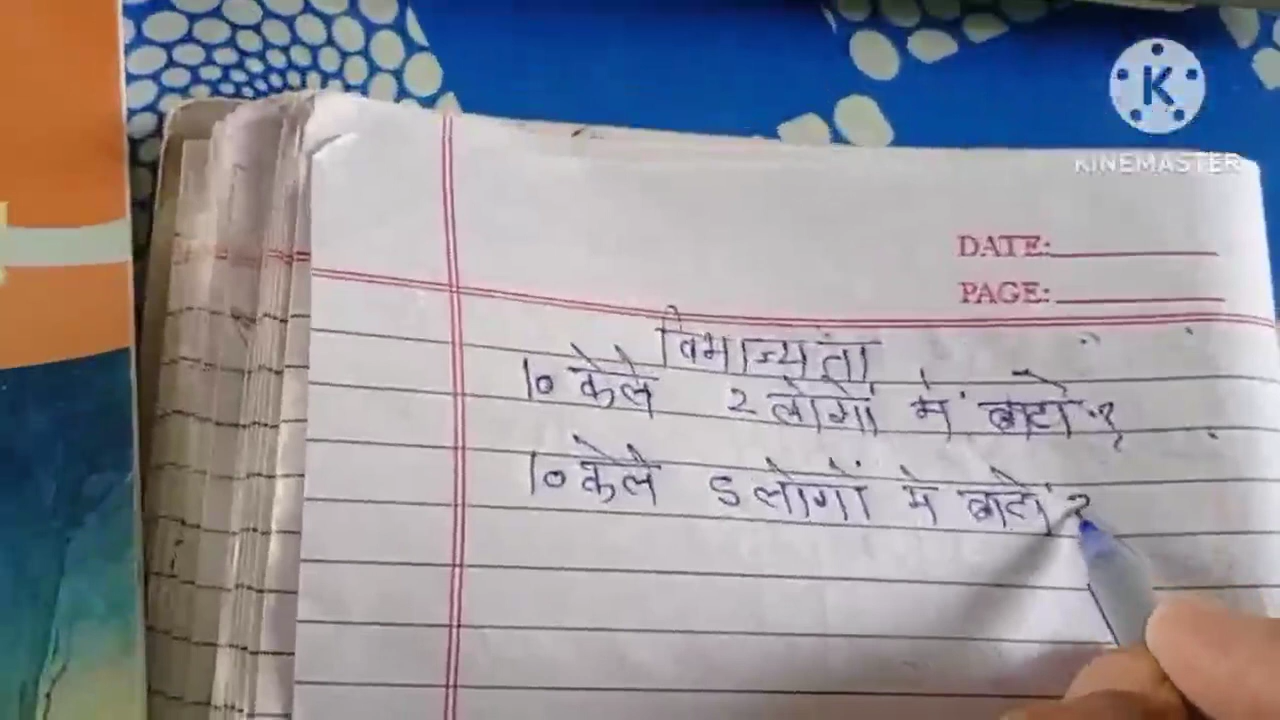 K
KINEMASTER
DATE:
PAGE:
विभाज्यता
10 केले 2 लोगों में बाटो ?
10 केले 5 लोगों मे बाटों ?